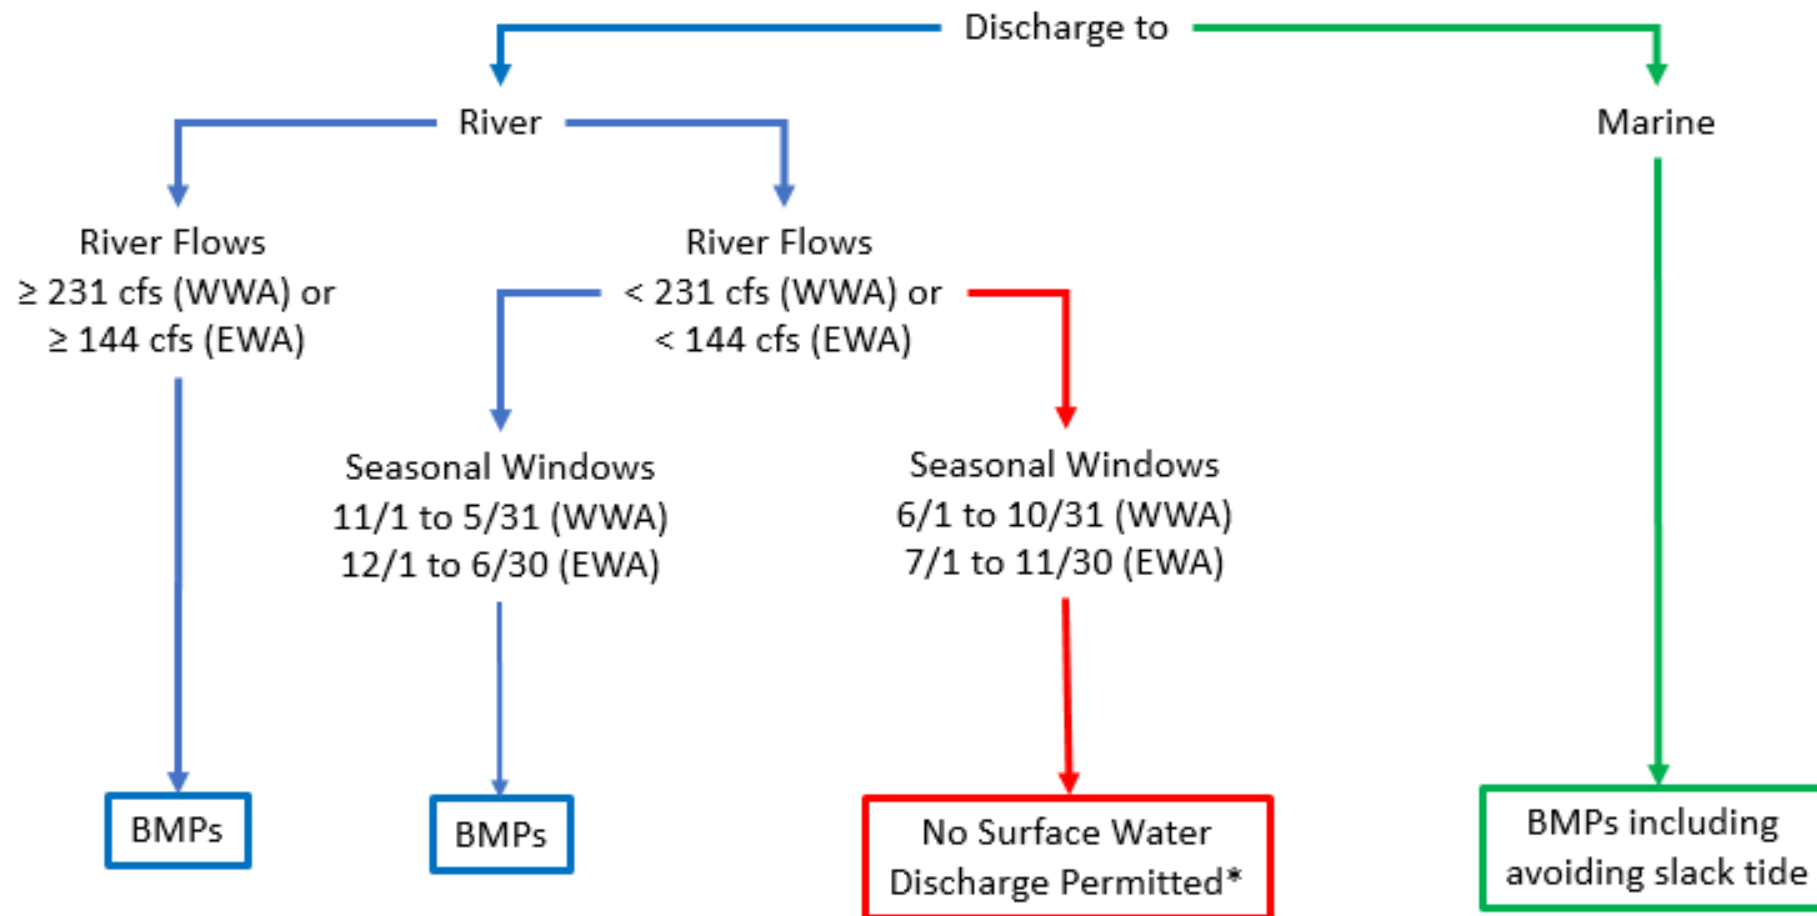 Discharge to
River
Marine
River Flows
≥ 231 cfs (WWA) or
≥ 144 cfs (EWA)
River Flows
< 231 cfs (WWA) or
< 144 cfs (EWA)
Seasonal Windows
11/1 to 5/31 (WWA)
12/1 to 6/30 (EWA)
Seasonal Windows
6/1 to 10/31 (WWA)
7/1 to 11/30 (EWA)
BMPs
BMPs
No Surface Water
Discharge Permitted*
BMPs including
avoiding slack tide